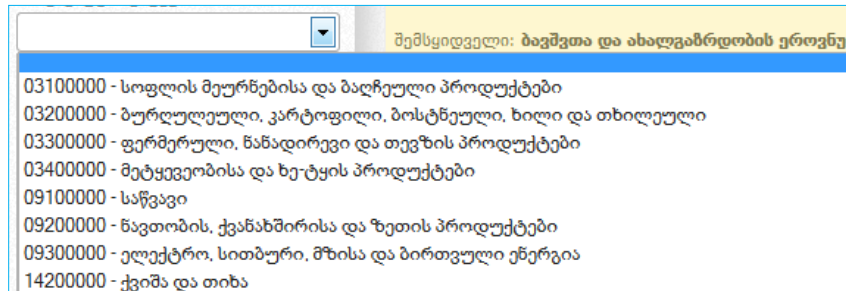 შემსყიდველი: ბავშვთა და ახალგაზრდობის ეროვნუ
03100000 - სოფლის მეურნებისა და ბაღჩეული პროდუქტები
03200000 - ბურღულეული, კარტოფილი, ბოსტნეული, ხილი და თხილეული
03300000 - ფერმერული, ნანადირევი და თევზის პროდუქტები
03400000 - მეტყევეობისა და ხე-ტყის პროდუქტები
09100000 - საწვავი
09200000 - ნავთობის, ქვანახშირისა და ზეთის პროდუქტები
09300000 - ელექტრო, სითბური, მზისა და ბირთვული ენერგია
14200000 - ქვიშა და თიხა